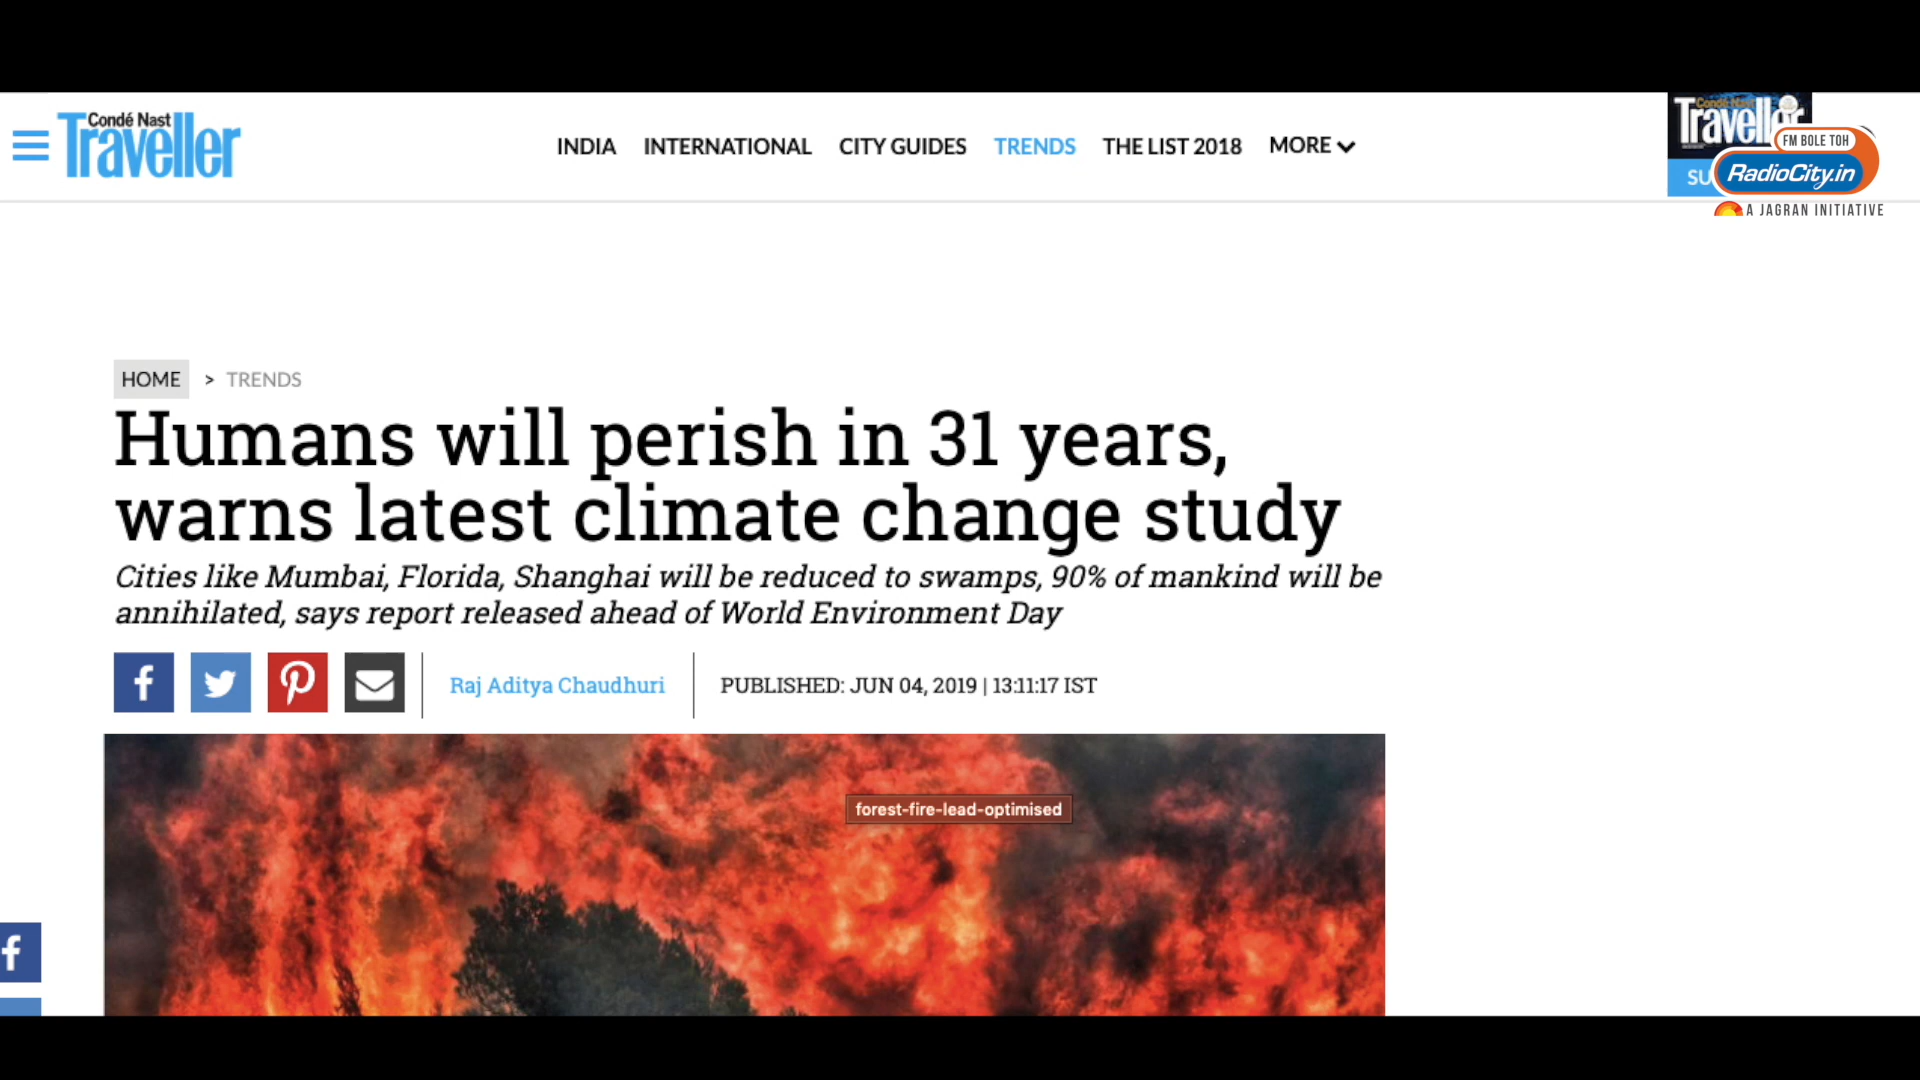 Condé Nast
Traveller
INDIA INTERNATIONAL CITY GUIDES TRENDS THE LIST 2018 MORE
Condé Nast
Traveller
SU
FM BOLE TOH
RadioCity.in
A JAGRAN INITIATIVE
HOME > TRENDS
Humans will perish in 31 years,
warns latest climate change study
Cities like Mumbai, Florida, Shanghai will be reduced to swamps, 90% of mankind will be
annihilated, says report released ahead of World Environment Day
Raj Aditya Chaudhuri PUBLISHED: JUN 04, 2019 | 13:11:17 IST
forest-fire-lead-optimised